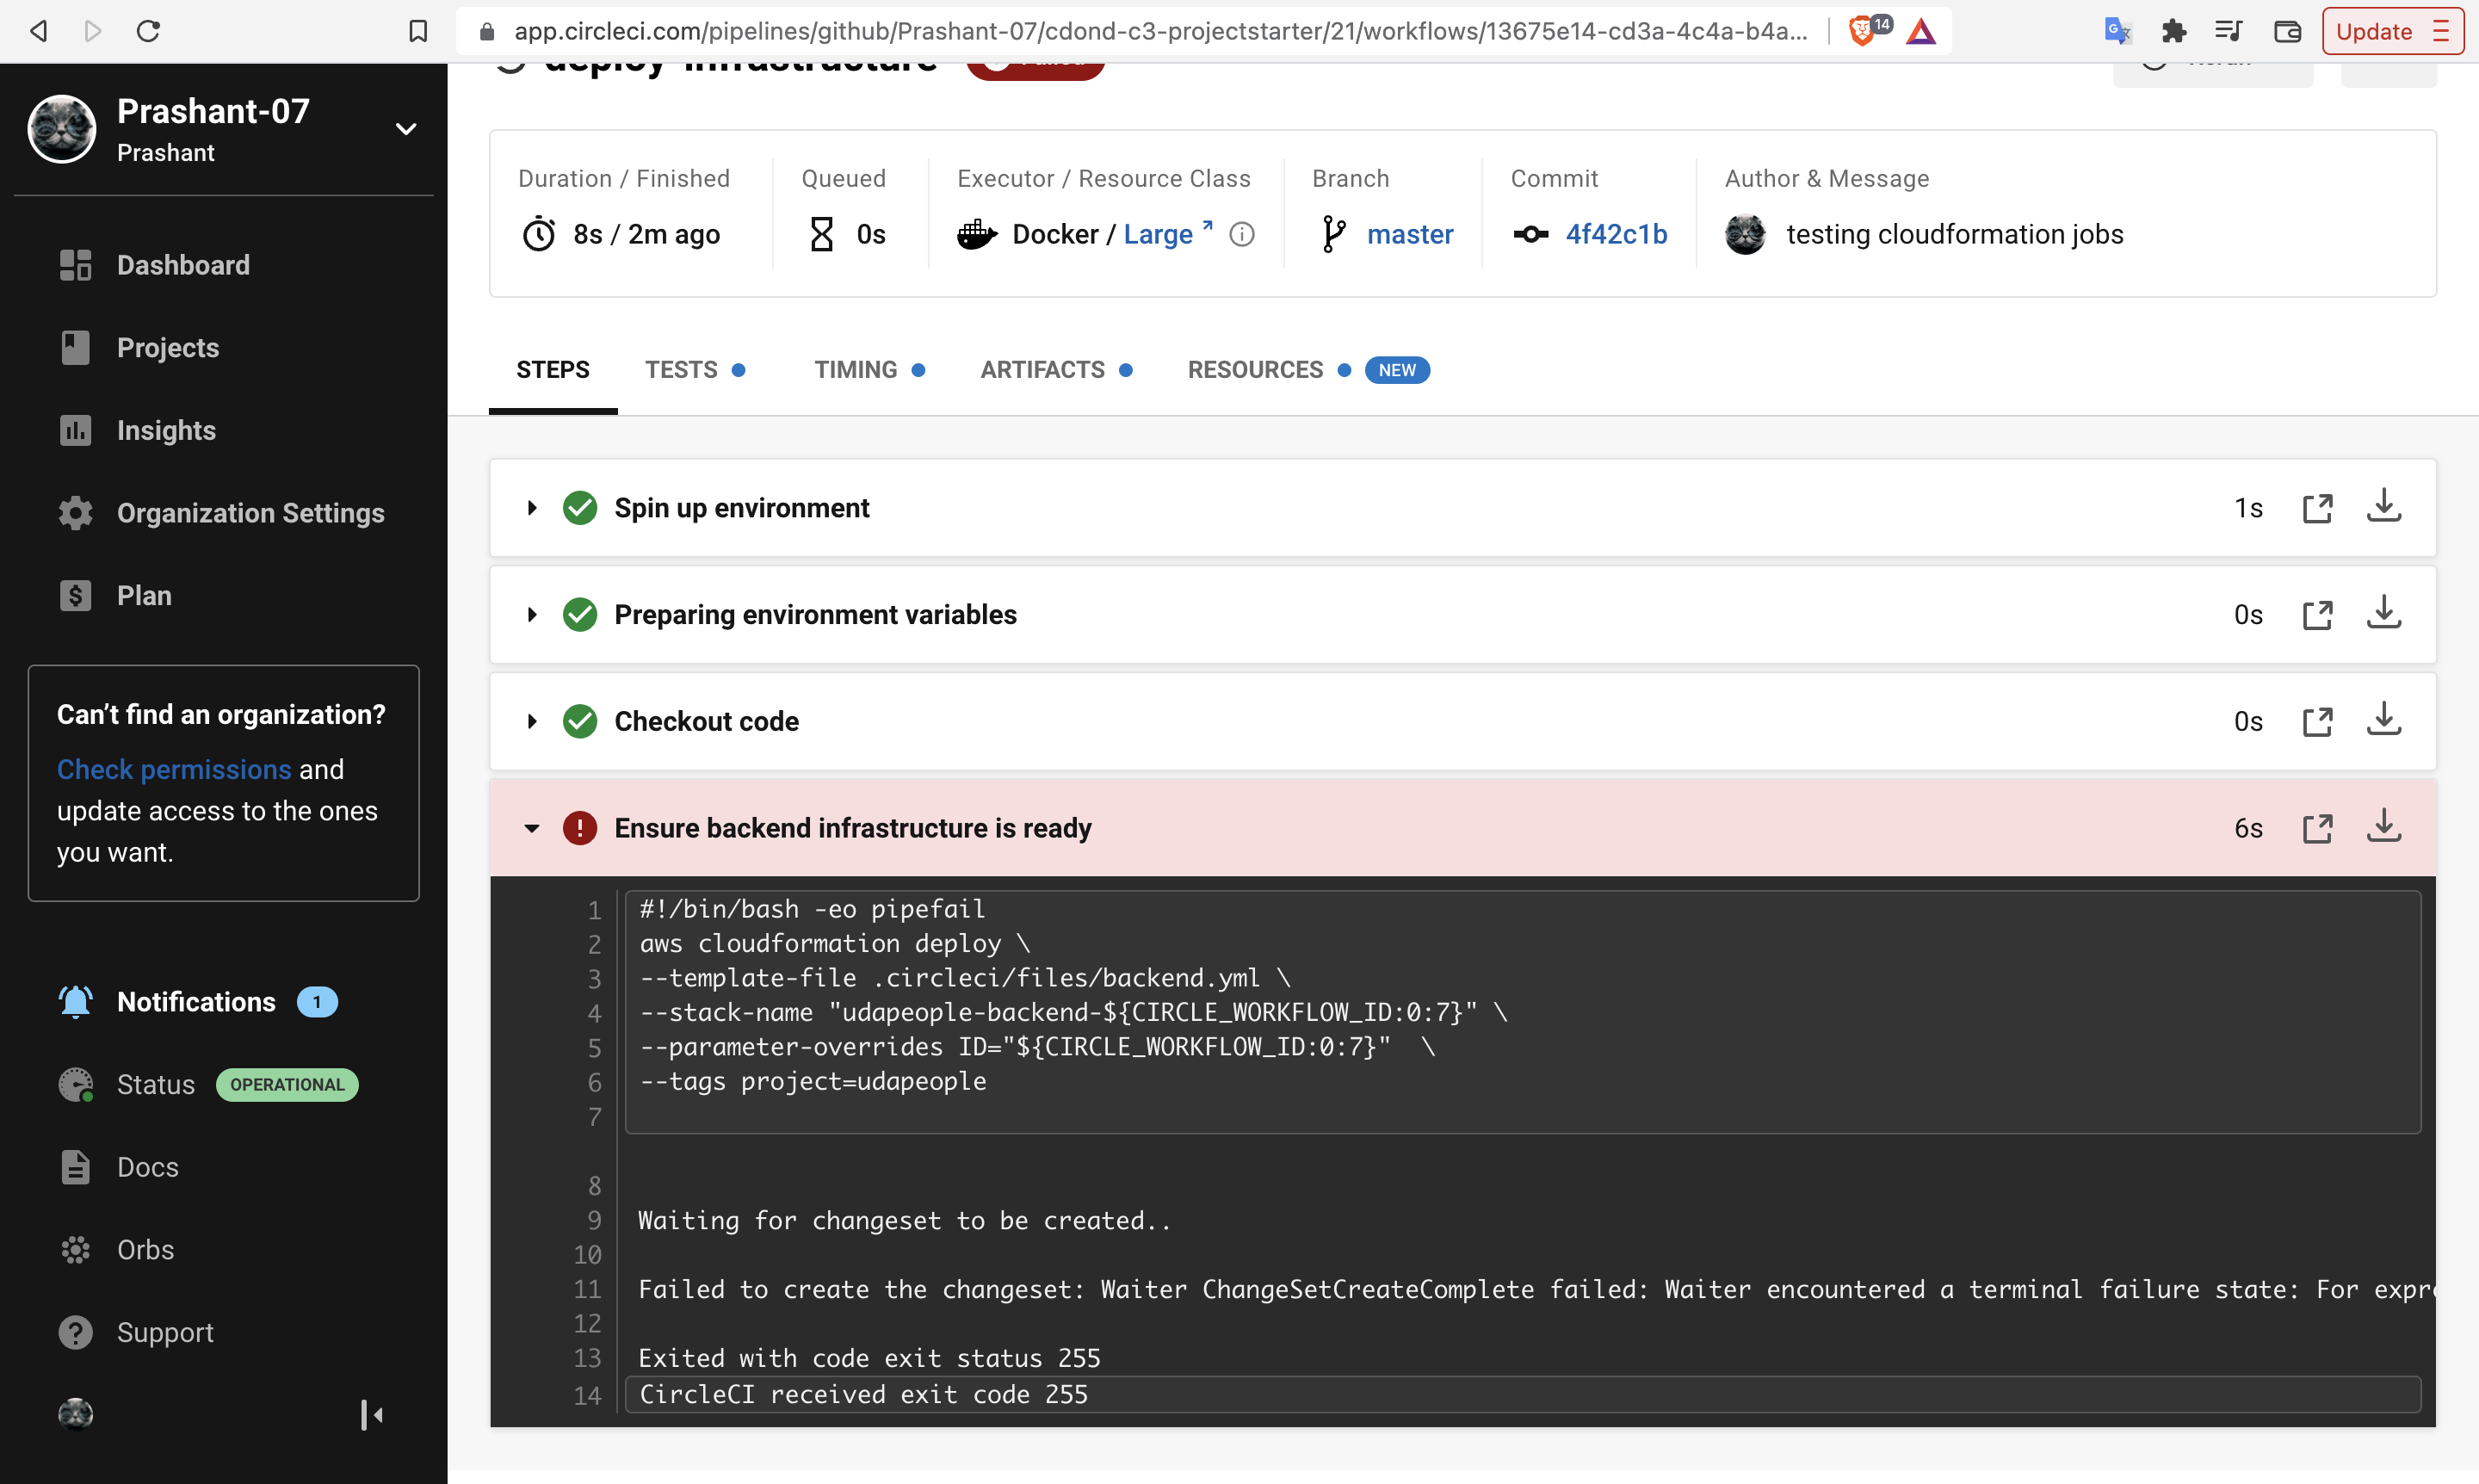 app.circleci.com/pipelines/github/Prashant-07/cdond-c3-projectstarter/21/workflows/13675e14-cd3a-4c4a-b4a...
14
Update
Prashant-07
Prashant
Dashboard
Projects
Insights
Organization Settings
Plan
Can’t find an organization?
Check permissions and
update access to the ones
you want.
Notifications 1
Status OPERATIONAL
Docs
Orbs
Support
deploy-infrastructure
Duration / Finished
8s / 2m ago
Queued
0s
Executor / Resource Class
Docker / Large
Branch
master
Commit
4f42c1b
Author & Message
testing cloudformation jobs
STEPS TESTS TIMING ARTIFACTS RESOURCES NEW
Spin up environment 1s
Preparing environment variables 0s
Checkout code 0s
Ensure backend infrastructure is ready 6s
1 #!/bin/bash -eo pipefail
2 aws cloudformation deploy \
3 --template-file .circleci/files/backend.yml \
4 --stack-name "udapeople-backend-${CIRCLE_WORKFLOW_ID:0:7}" \
5 --parameter-overrides ID="${CIRCLE_WORKFLOW_ID:0:7}"  \
6 --tags project=udapeople
7
8
9 Waiting for changeset to be created..
10
11 Failed to create the changeset: Waiter ChangeSetCreateComplete failed: Waiter encountered a terminal failure state: For expr
12
13 Exited with code exit status 255
14 CircleCI received exit code 255